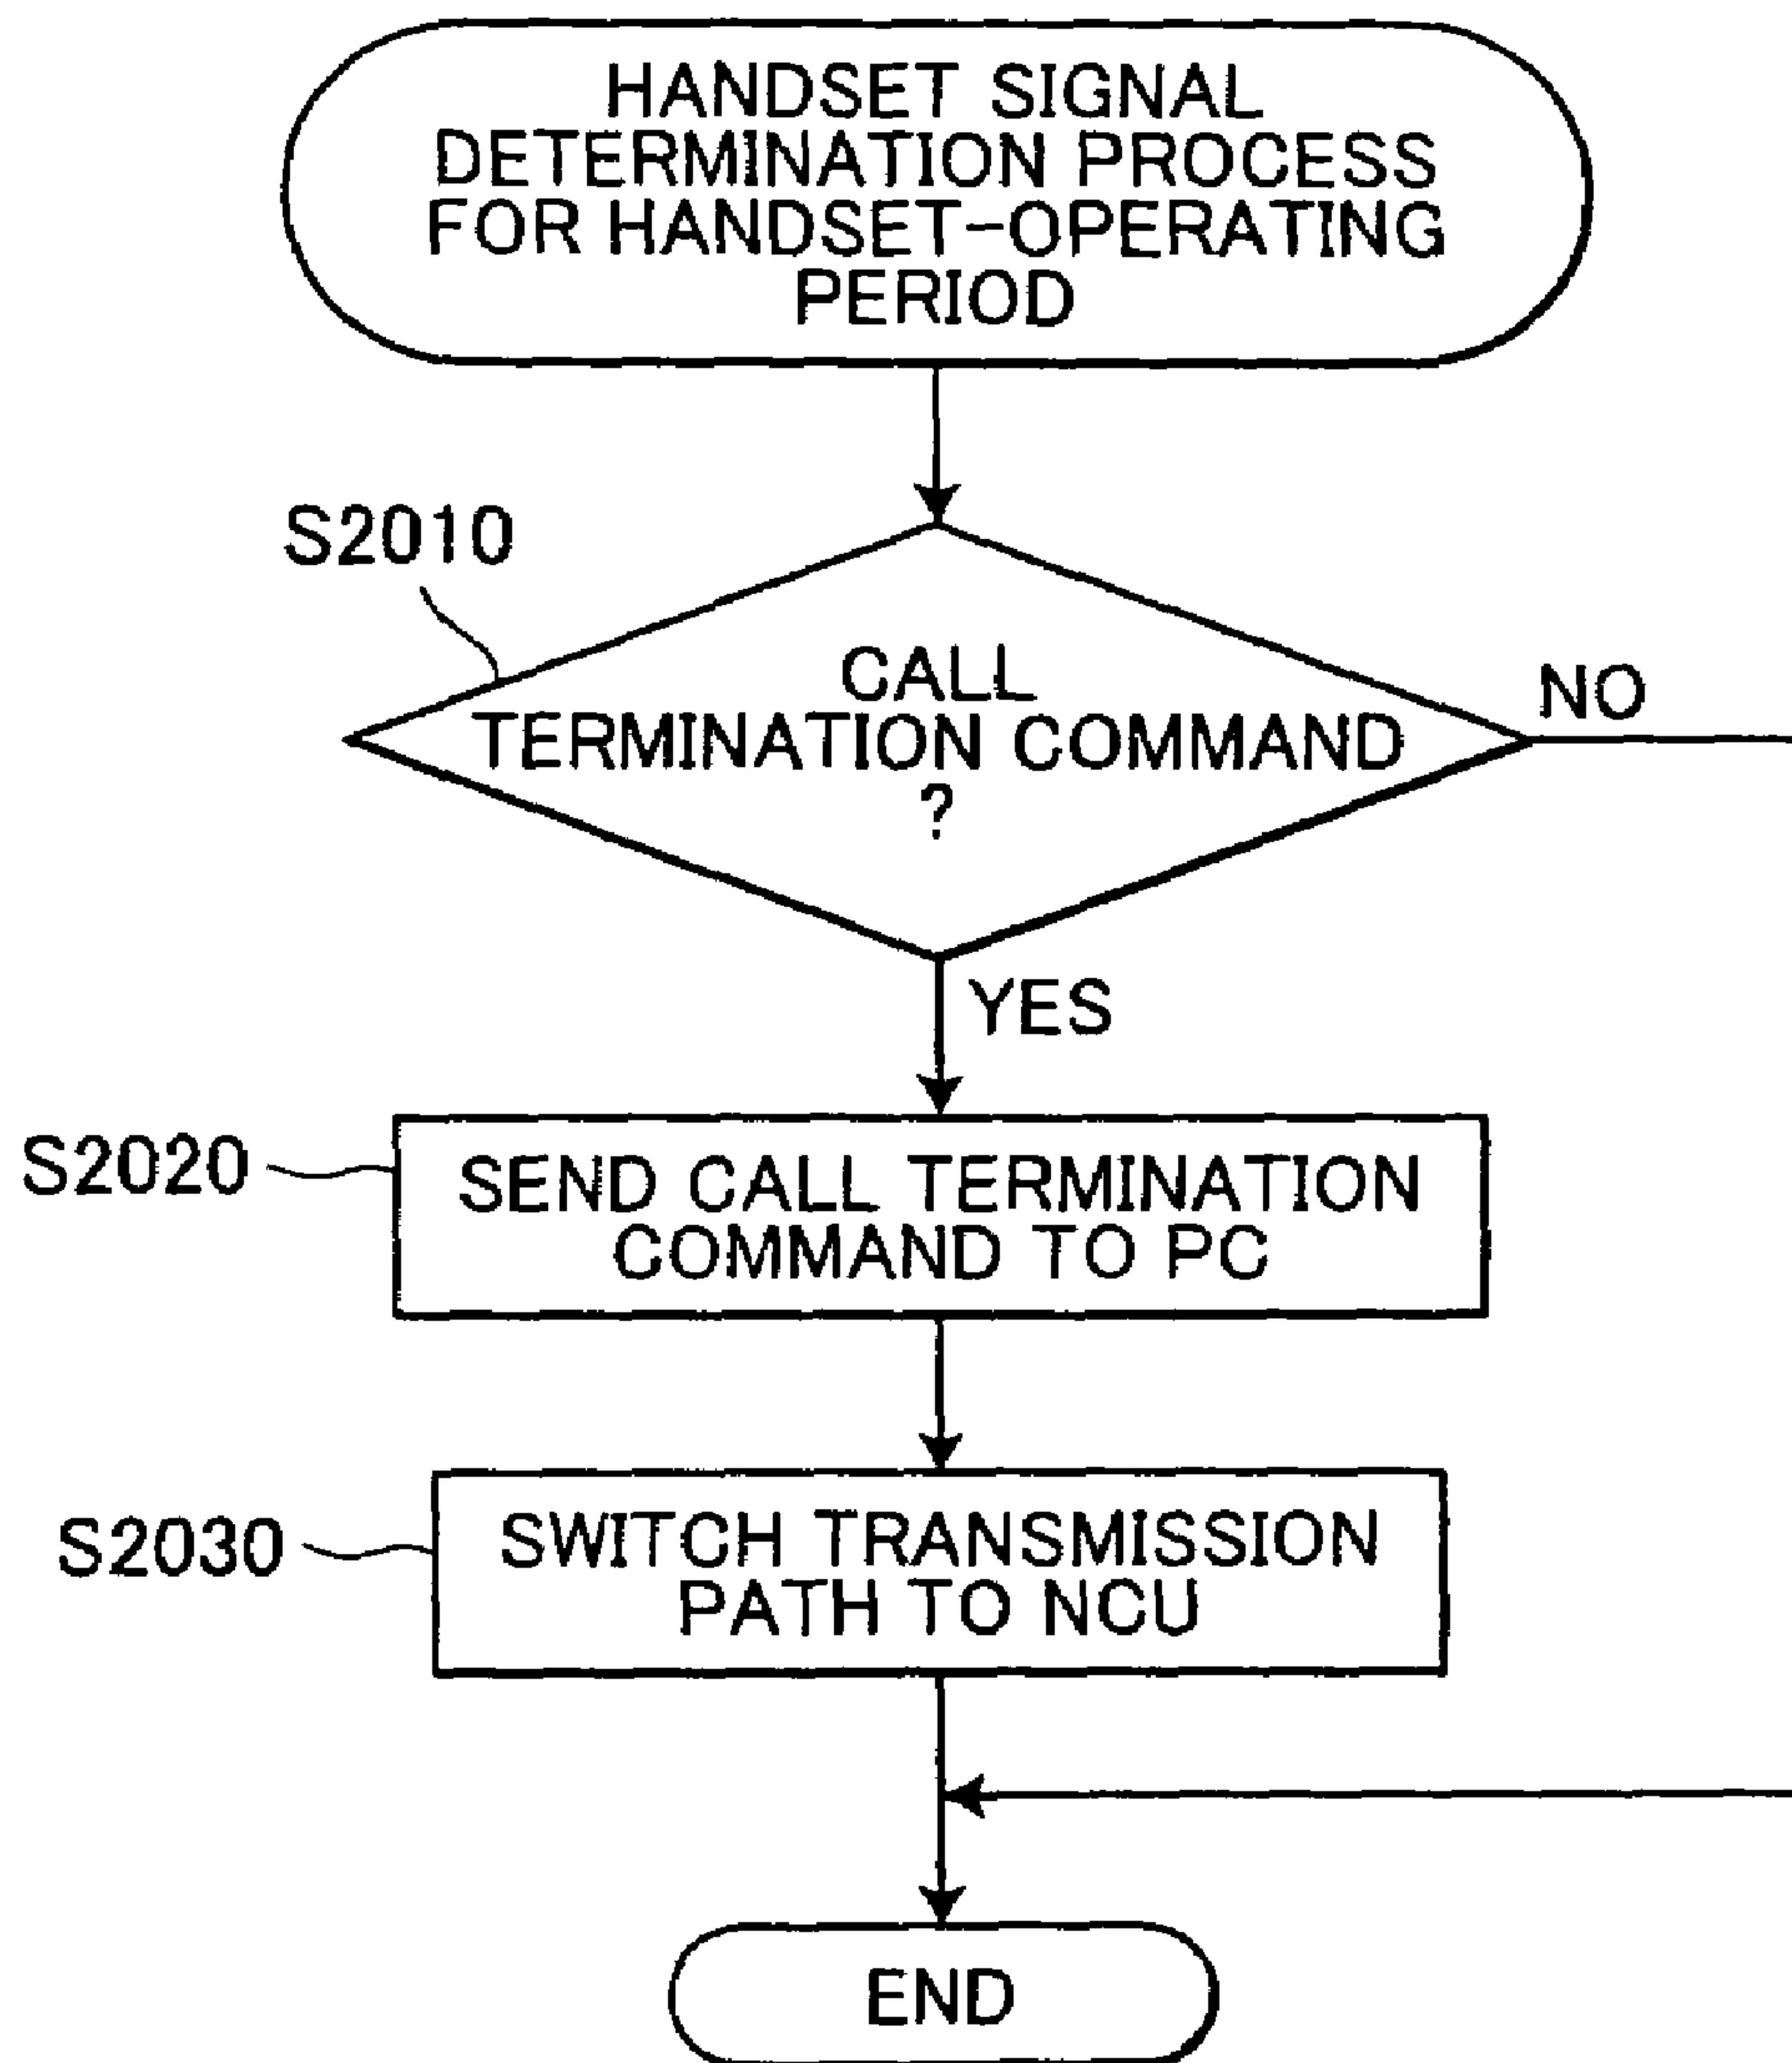 HANDSET SIGNAL
DETERMINATION PROCESS
FOR HANDSET-OPERATING
PERIOD
S2010
CALL
TERMINATION COMMAND
?
NO
YES
S2020
SEND CALL TERMINATION
COMMAND TO PC
S2030
SWITCH TRANSMISSION
PATH TO NCU
END